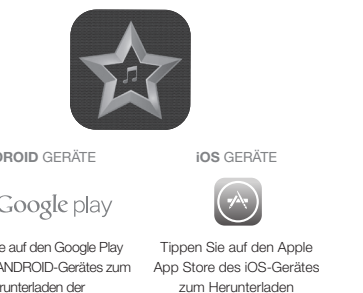 GERÄTE
iOS GERÄTE
Google play
auf den Google Play
ANDROID-Gerätes zum
der
Tippen Sie auf den Apple
App Store des iOS-Gerätes
zum Herunterladen